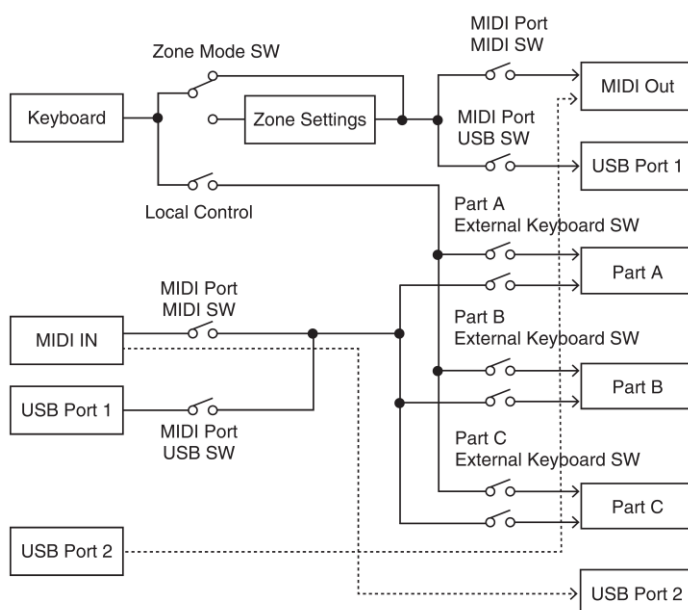 MIDI Port
MIDI SW
Zone Mode SW
MIDI Out
Keyboard
Zone Settings
MIDI Port
USB SW
USB Port 1
Local Control
Part A
External Keyboard SW
Part A
MIDI Port
MIDI SW
MIDI IN
Part B
External Keyboard SW
Part B
USB Port 1
MIDI Port
USB SW
Part C
External Keyboard SW
Part C
USB Port 2
USB Port 2